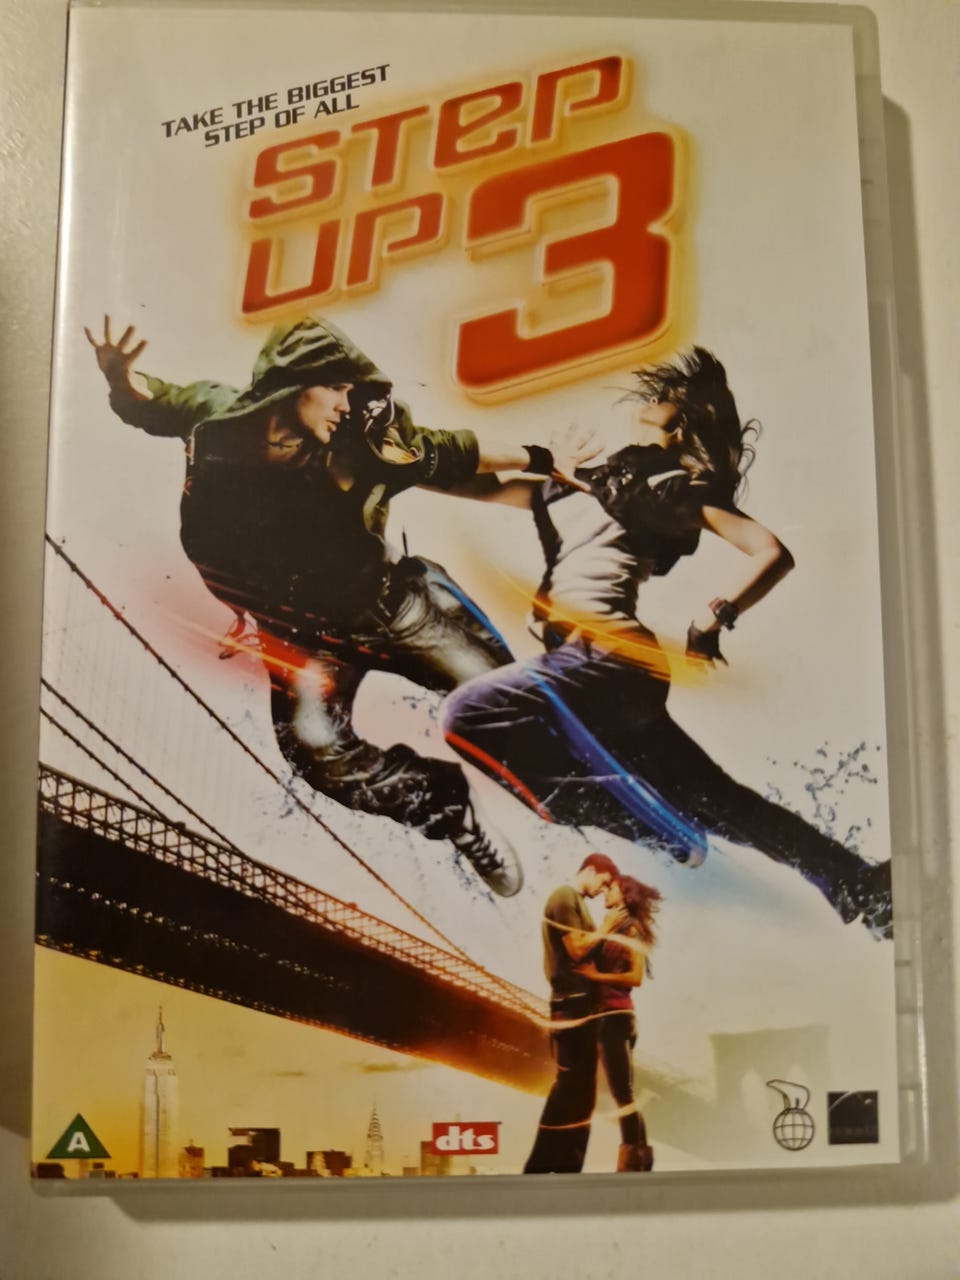 TAKE THE BIGGEST
STEP OF ALL
STEP
UP 3
A
dts